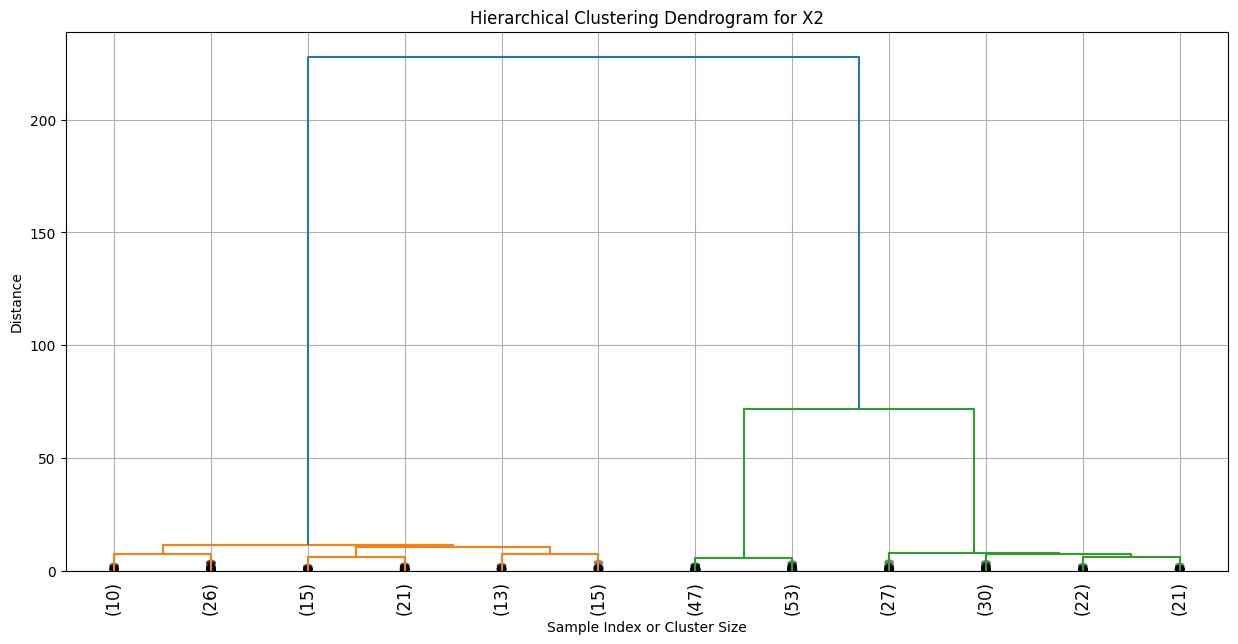 Hierarchical Clustering Dendrogram for X2
Distance
200
150
100
50
0
(10) (26) (15) (21) (13) (15) (47) (53) (27) (30) (22) (21)
Sample Index or Cluster Size